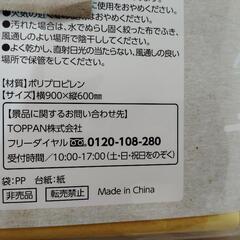 使用をおやめください。
●汚れた場合は、水でぬらし固く絞った布でふき、
風通しのよい場所で陰干ししてください。
●よく乾かし、直射日光の当たらない、風通しの良い場
所で保管をしてください。
【材質】ポリプロピレン
【サイズ】横900×縦600mm
【景品に関するお問い合わせ先】
TOPPAN株式会社
フリーダイヤル 0120-108-280
受付時間／10:00-17:00(土・日・祝日をのぞく)
袋：PP 台紙：紙
非売品 転売禁止 Made in China